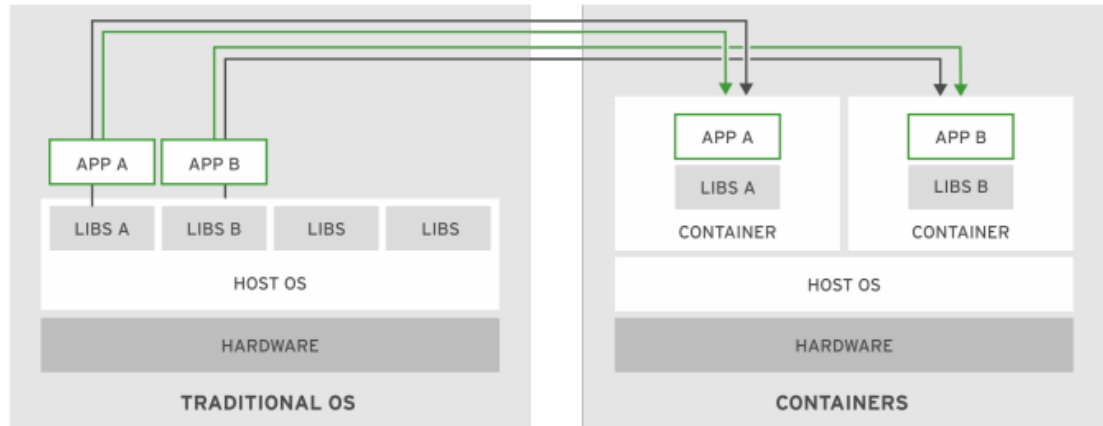 APP A
APP B
LIBS A
LIBS B
LIBS
LIBS
HOST OS
HARDWARE
TRADITIONAL OS
APP A
LIBS A
CONTAINER
APP B
LIBS B
CONTAINER
HOST OS
HARDWARE
CONTAINERS